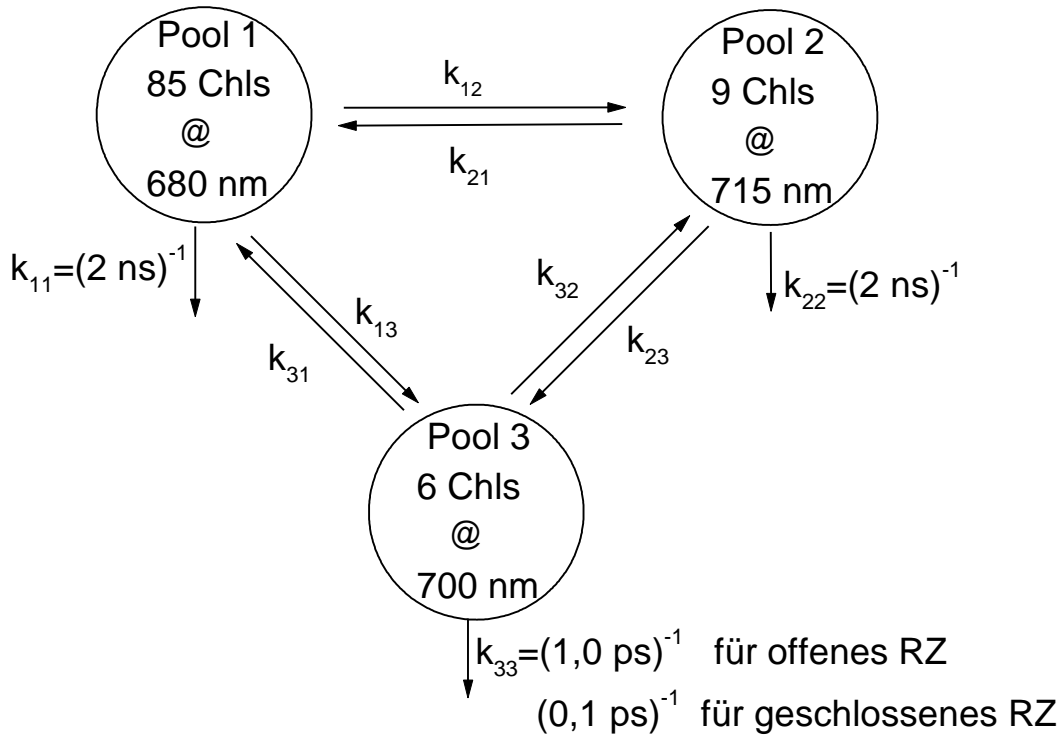 Pool 1
85 Chls
@
680 nm
Pool 2
9 Chls
@
715 nm
k12
k21
k11=(2 ns)-1
k22=(2 ns)-1
k13
k31
k32
k23
Pool 3
6 Chls
@
700 nm
k33=(1,0 ps)-1 für offenes RZ
(0,1 ps)-1 für geschlossenes RZ